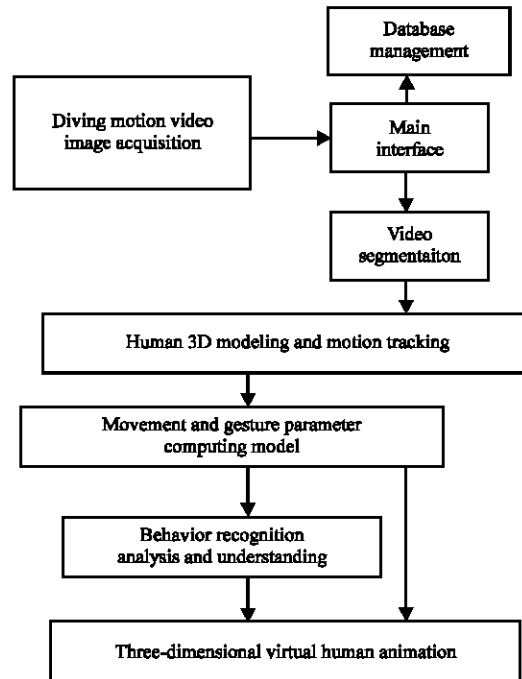 Database
management
Diving motion video
image acquisition
Main
interface
Video
segmentaiton
Human 3D modeling and motion tracking
Movement and gesture parameter
computing model
Behavior recognition
analysis and understanding
Three-dimensional virtual human animation